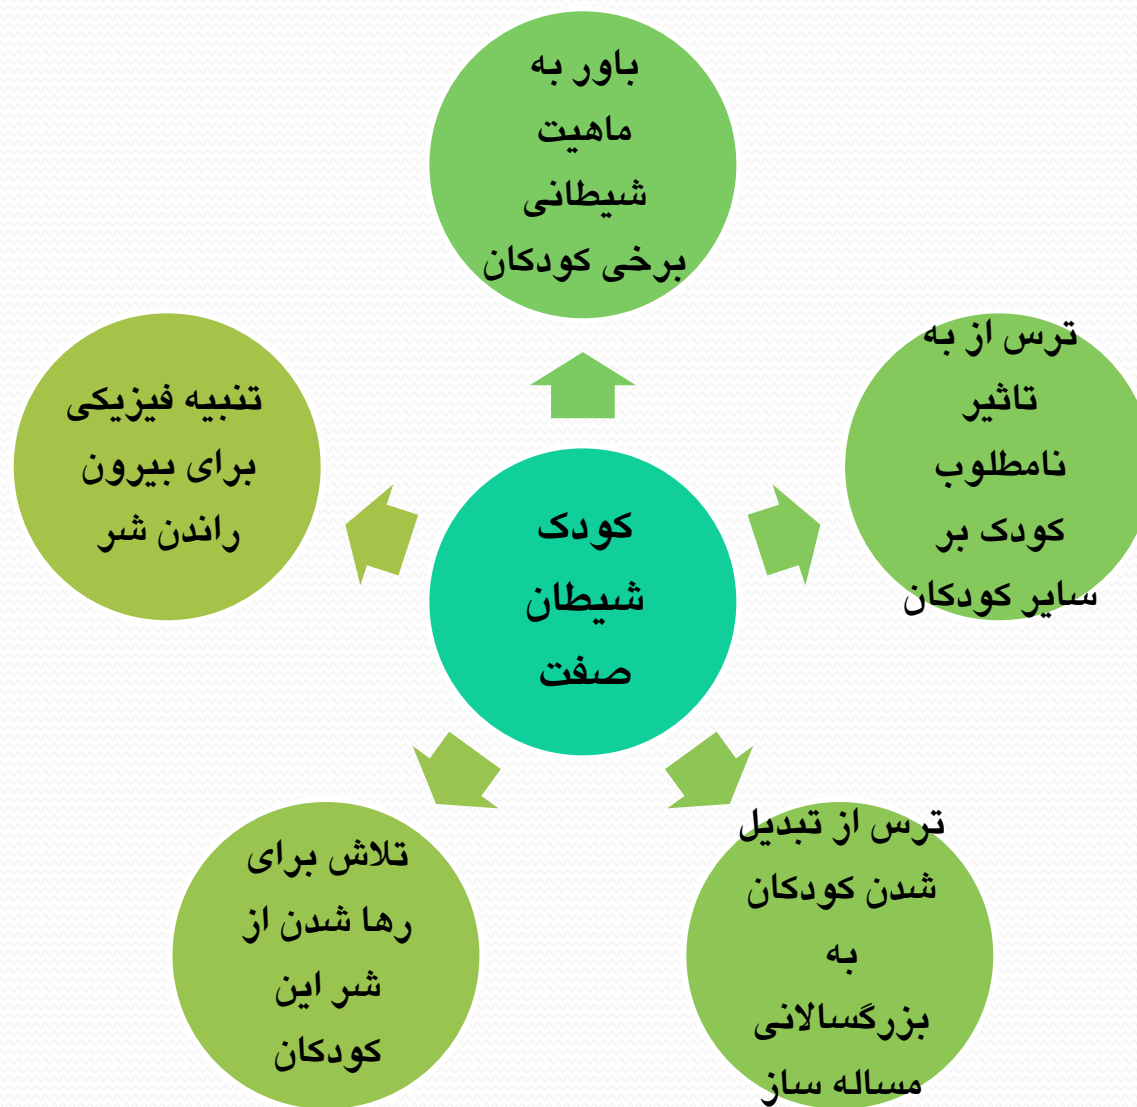 باور به
ماهیت
شیطانی
برخی کودکان
ترس از به
تاثیر
نامطلوب
کودک بر
سایر کودکان
تنبیه فیزیکی
برای بیرون
راندن شر
کودک
شیطان
صفت
ترس از تبدیل
شدن کودکان
به
بزرگسالانی
مساله ساز
تلاش برای
رها شدن از
شر این
کودکان